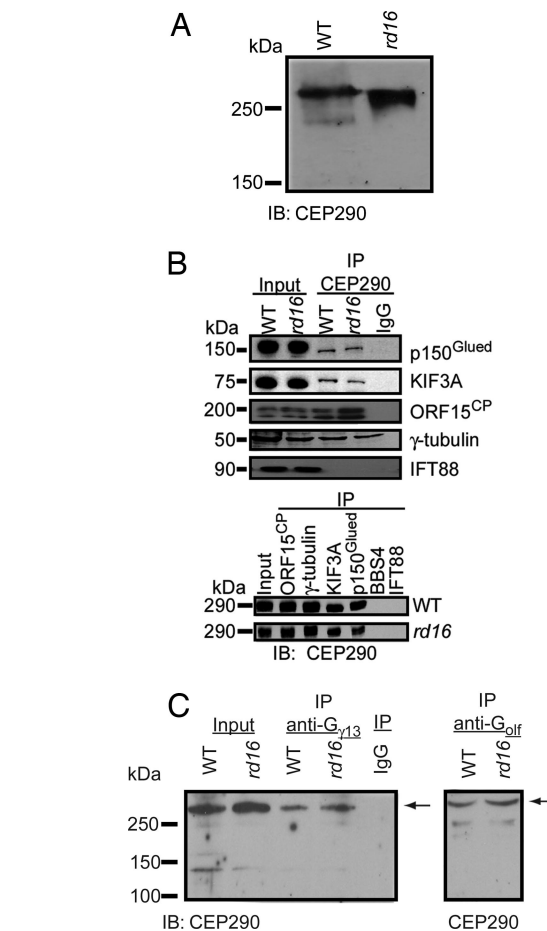 A
WT
rd16
kDa
250
150
IB: CEP290
B
IP
Input CEP290
WT rd16 WT rd16 IgG
kDa
150 p150Glued
75 KIF3A
200 ORF15CP
50 γ-tubulin
90 IFT88
IP
Input ORF15CP γ-tubulin KIF3A p150Glued BBS4 IFT88
kDa
290 WT
290 rd16
IB: CEP290
C
IP IP
Input anti-Gγ13 IP anti-Golf
WT rd16 WT rd16 IgG WT rd16
kDa
250
150
100
IB: CEP290 CEP290